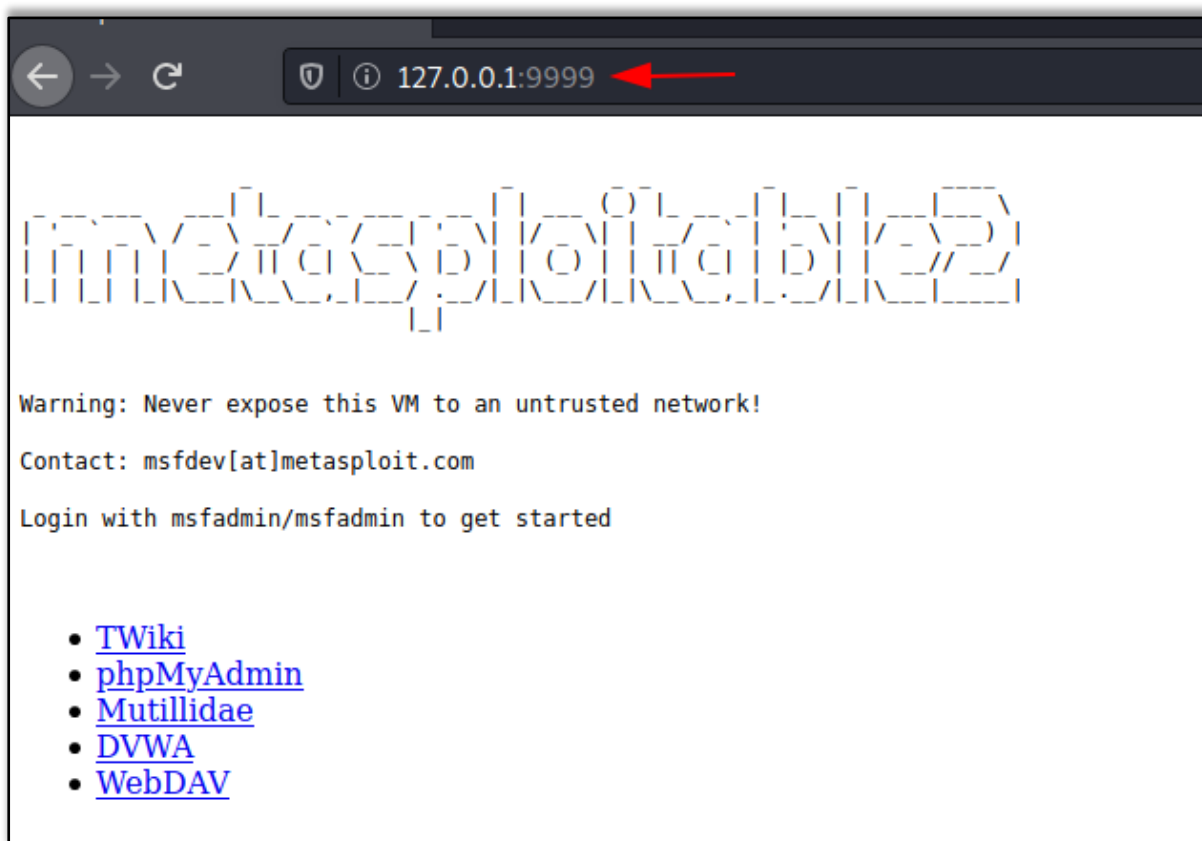 127.0.0.1:9999
metasploitable2
Warning: Never expose this VM to an untrusted network!
Contact: msfdev[at]metasploit.com
Login with msfadmin/msfadmin to get started
TWiki
phpMyAdmin
Mutillidae
DVWA
WebDAV